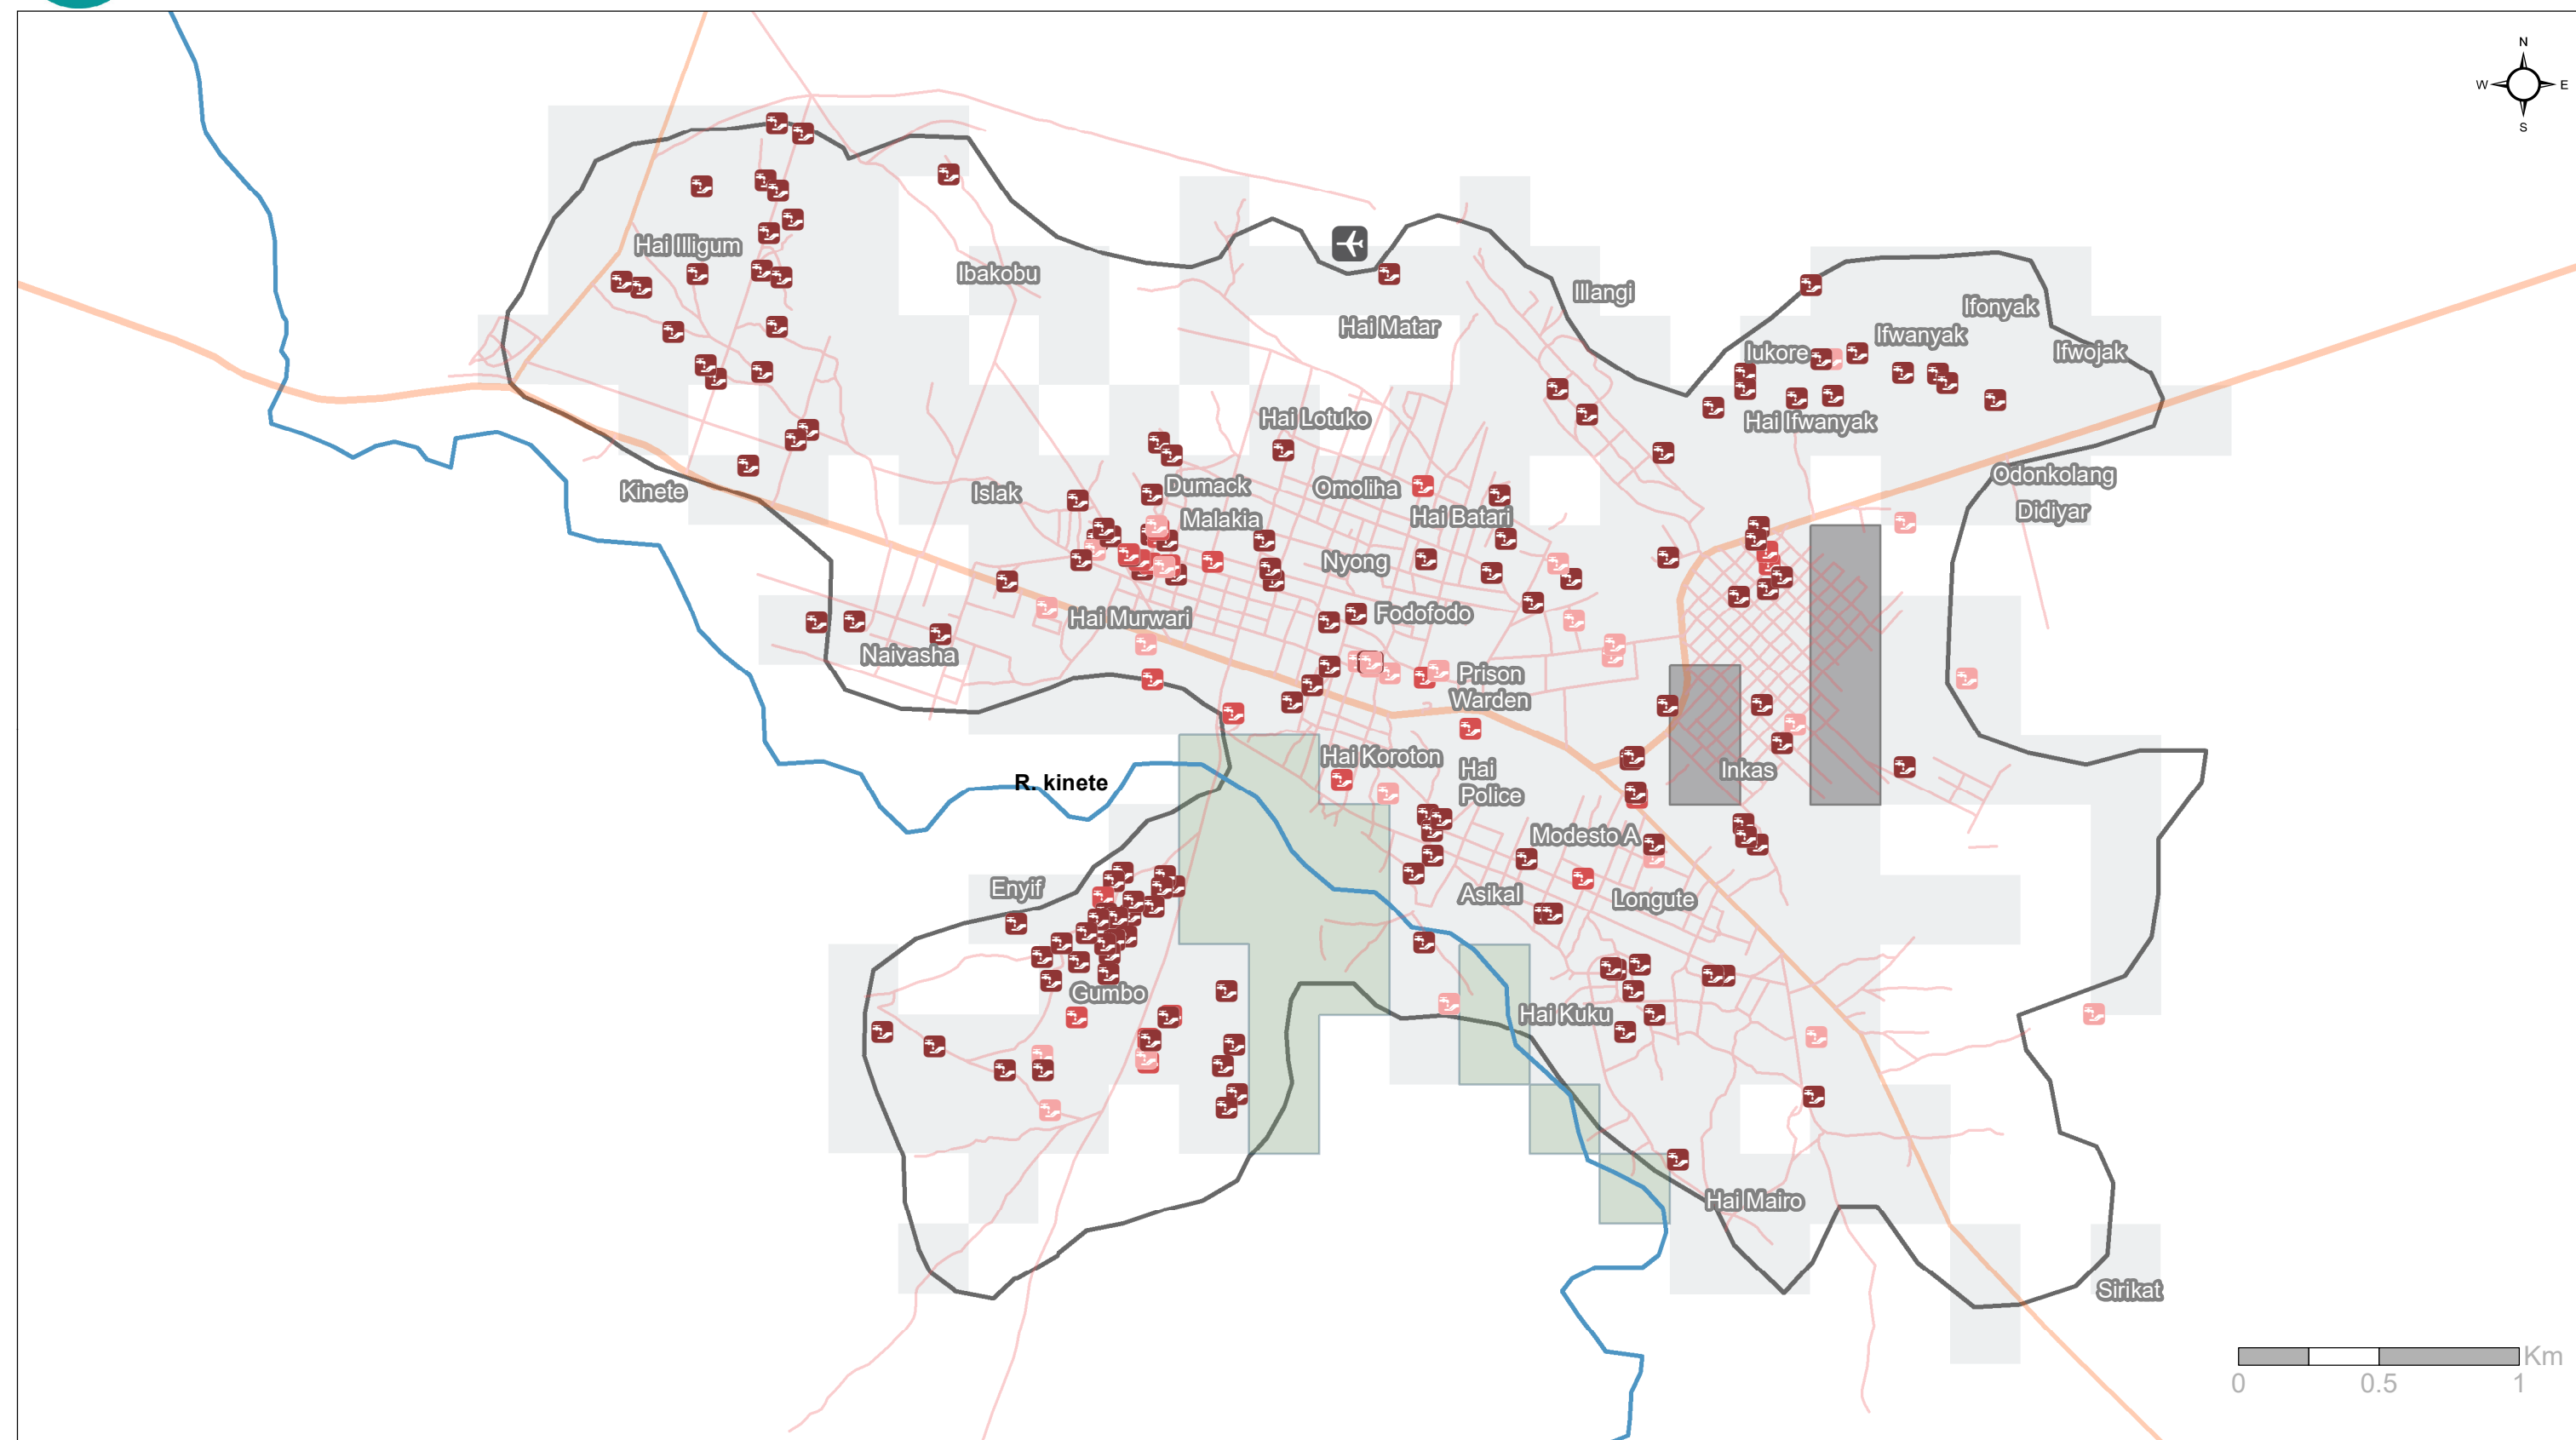 N
W
E
S
Hai Illigum
Ibakobu
Illangi
Ifonyak
Hai Matar
Ifwanyak
Iukore
Ifwojak
Hai Lotuko
Hai Ifwanyak
Kinete
Islak
Dumack
Omoliha
Odonkolang
Malakia
Hai Batari
Didiyar
Nyong
Hai Murwari
Fodofodo
Naivasha
Prison
Warden
R. kinete
Hai Koroton
Hai
Police
Inkas
Modesto A
Enyif
Asikal
Longute
Gumbo
Hai Kuku
Hai Mairo
Sirikat
Km
0
0.5
1